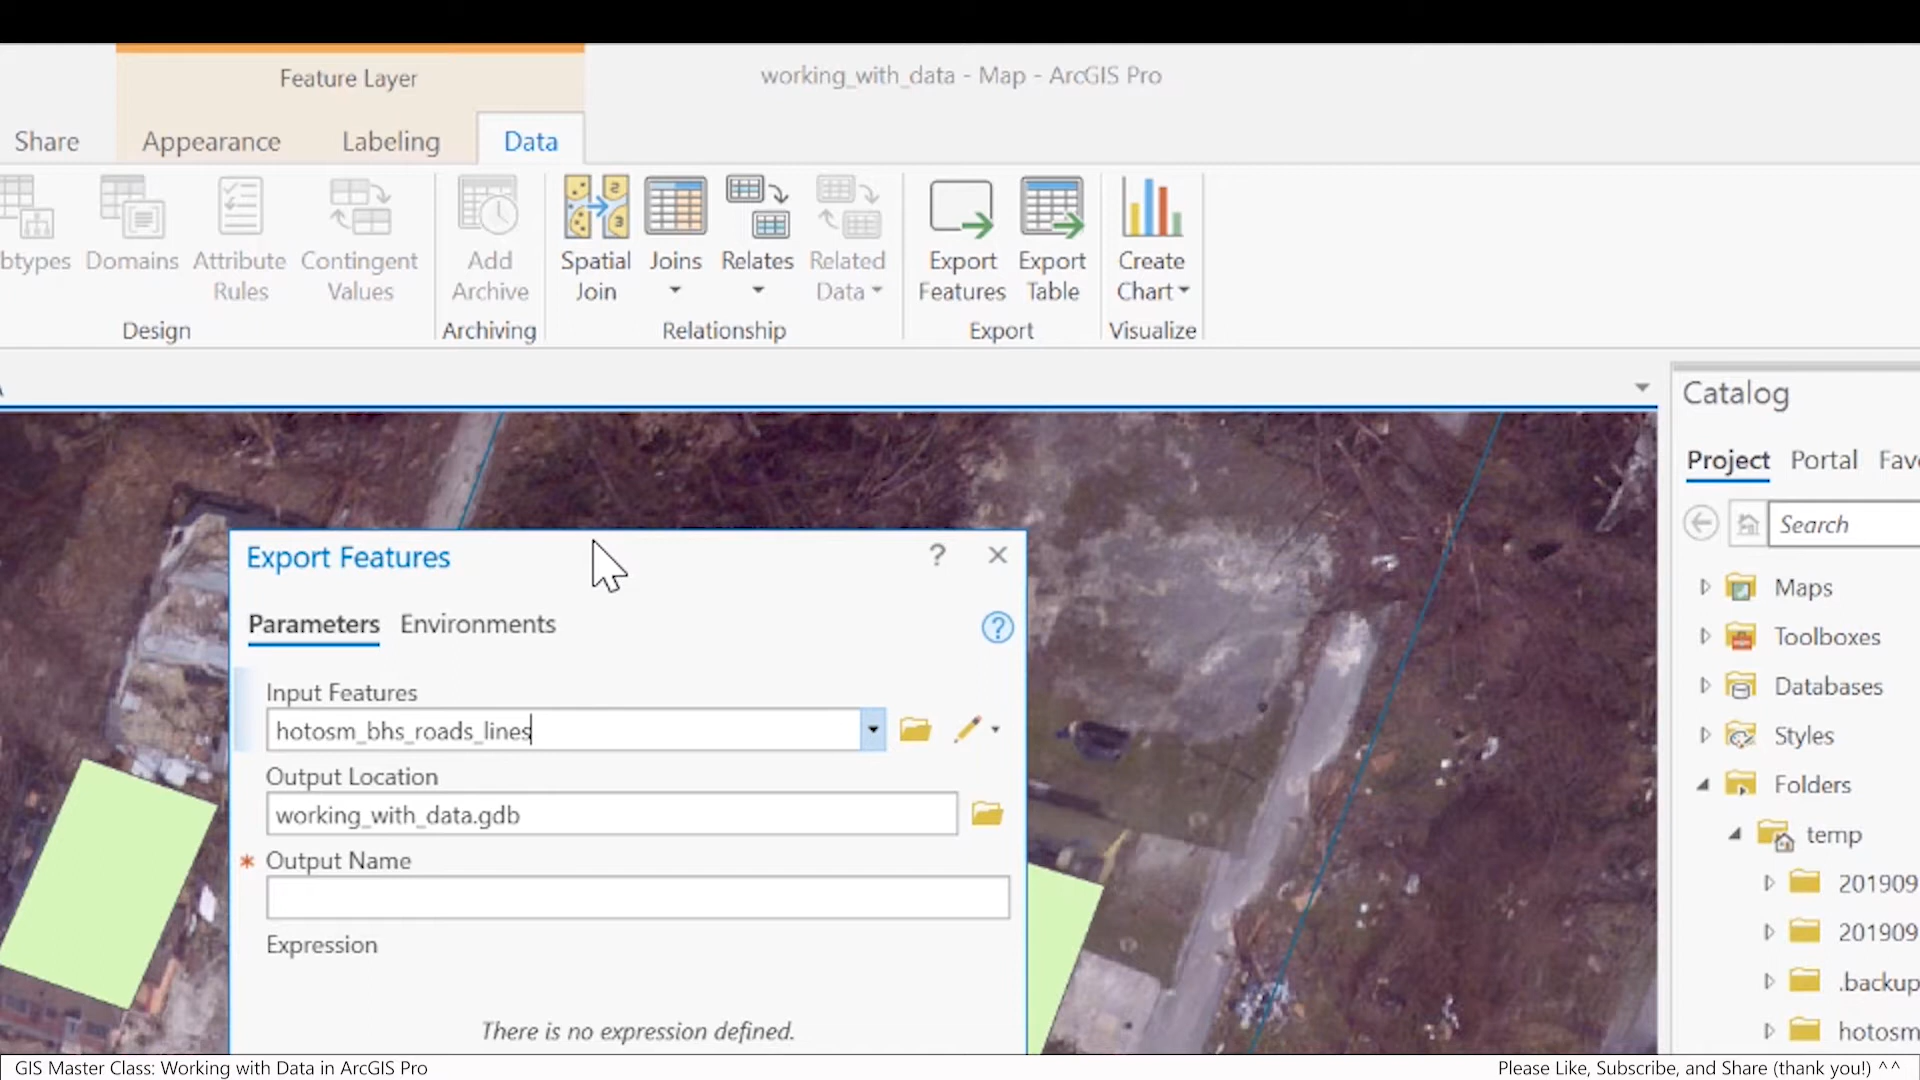 Feature Layer
working_with_data - Map - ArcGIS Pro
Share
Appearance
Labeling
Data
btypes
Domains
Attribute
Rules
Contingent
Values
Add
Archive
Spatial
Join
Joins
Relates
Related
Data
Export
Features
Export
Table
Create
Chart
Design
Archiving
Relationship
Export
Visualize
Catalog
Project
Portal
Favo
Search
Maps
Toolboxes
Databases
Styles
Folders
temp
201909
201909
.backup
hotosm
Export Features
?
Parameters
Environments
?
Input Features
hotosm_bhs_roads_lines
Output Location
working_with_data.gdb
* Output Name
Expression
There is no expression defined.
GIS Master Class: Working with Data in ArcGIS Pro
Please Like, Subscribe, and Share (thank you!) ^^